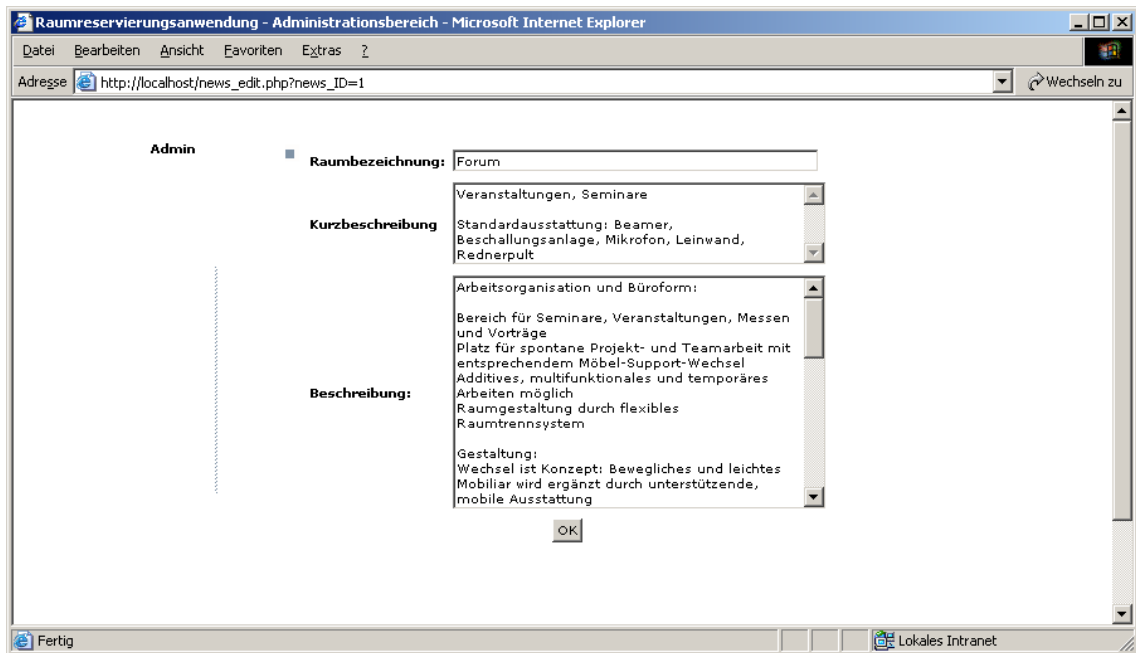 Raumreservierungsanwendung - Administrationsbereich - Microsoft Internet Explorer
Datei Bearbeiten Ansicht Favoriten Extras ?
Adresse http://localhost/news_edit.php?news_ID=1 Wechseln zu
Admin
Raumbezeichnung: Forum
Kurzbeschreibung
Veranstaltungen, Seminare
Standardausstattung: Beamer,
Beschallungsanlage, Mikrofon, Leinwand,
Rednerpult
Beschreibung:
Arbeitsorganisation und Büroform:
Bereich für Seminare, Veranstaltungen, Messen
und Vorträge
Platz für spontane Projekt- und Teamarbeit mit
entsprechendem Möbel-Support-Wechsel
Additives, multifunktionales und temporäres
Arbeiten möglich
Raumgestaltung durch flexibles
Raumtrennsystem
Gestaltung:
Wechsel ist Konzept: Bewegliches und leichtes
Mobiliar wird ergänzt durch unterstützende,
mobile Ausstattung
OK
Fertig Lokales Intranet